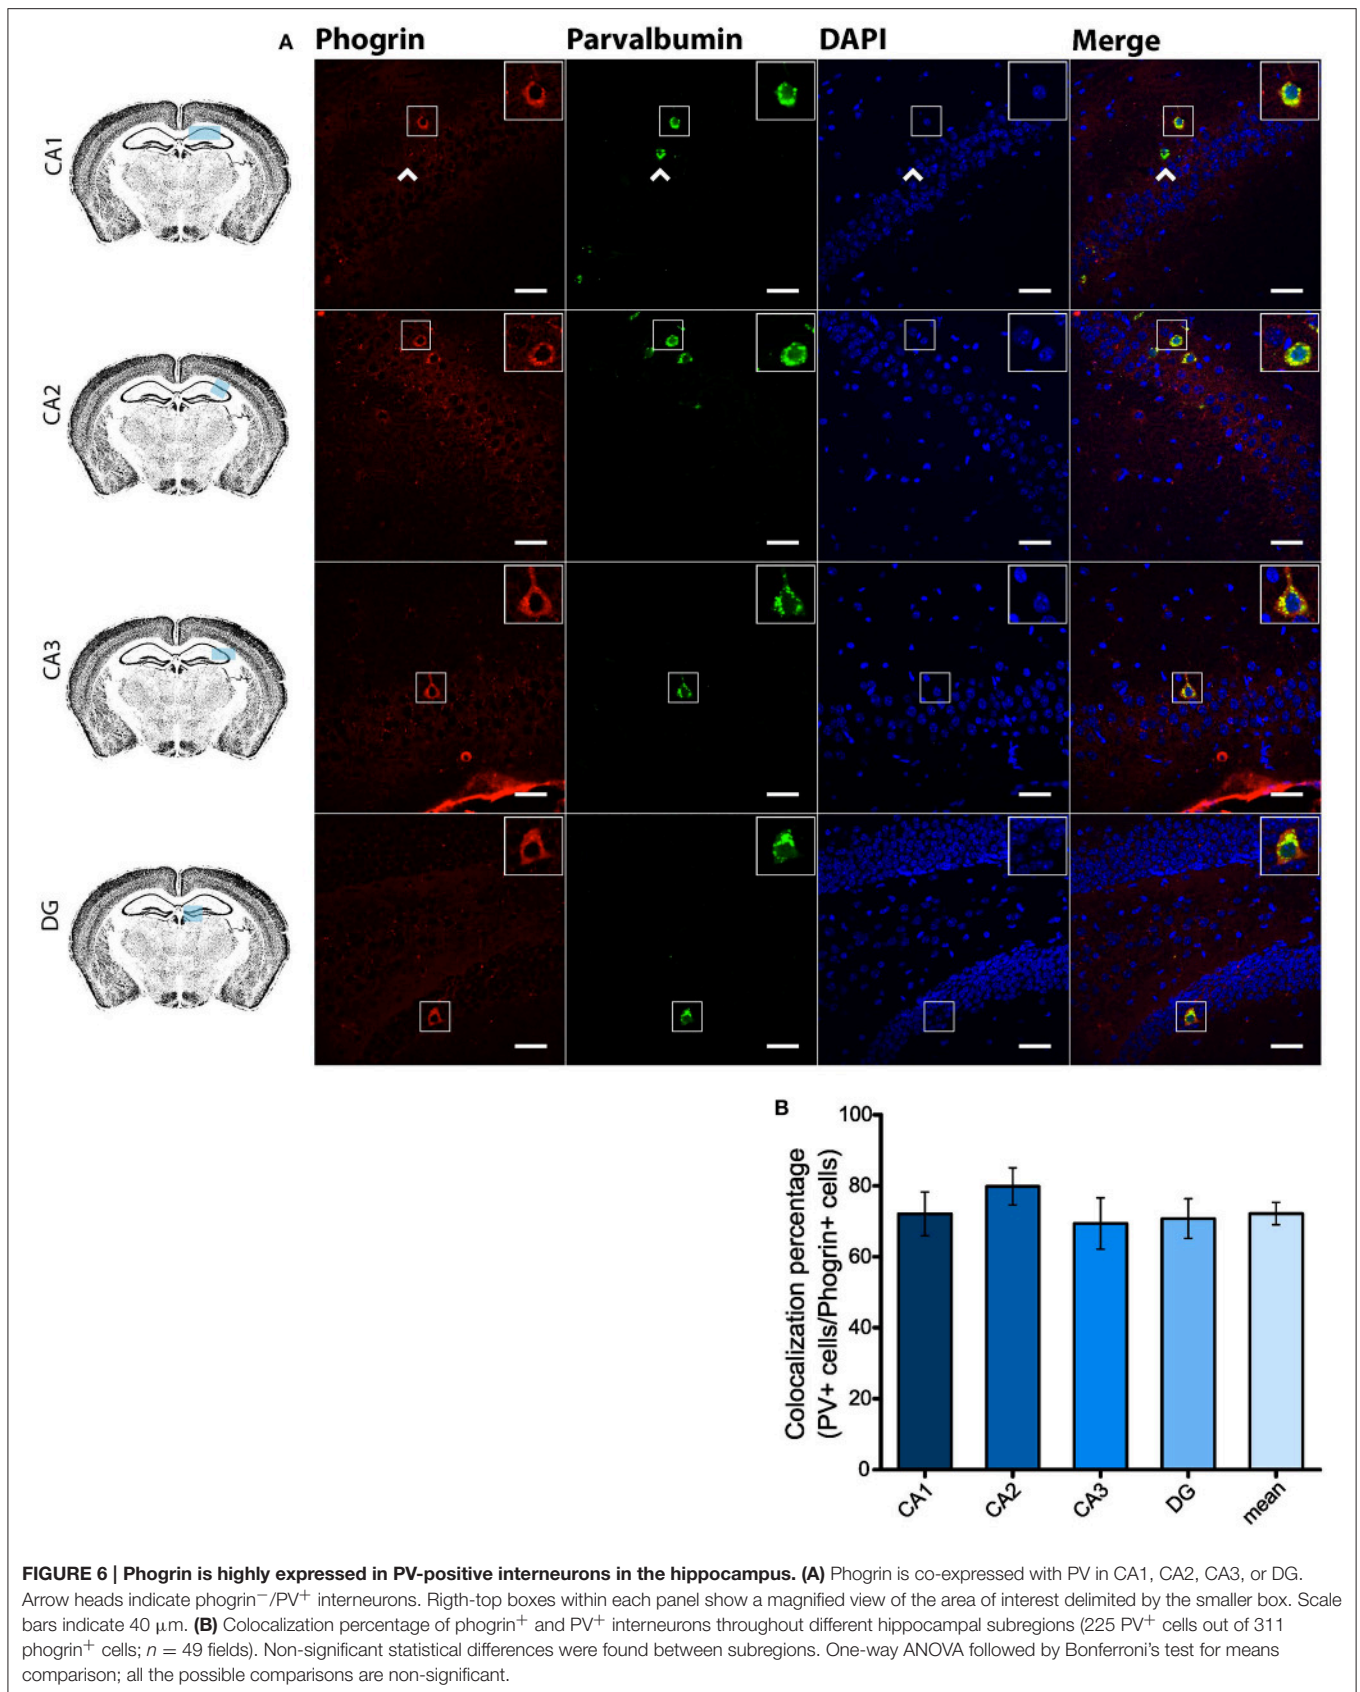 A Phogrin Parvalbumin DAPI Merge
CA1
CA2
CA3
DG
B
100
80
60
40
20
0
Colocalization percentage
(PV+ cells/Phogrin+ cells)
CA1 CA2 CA3 DG mean
FIGURE 6 | Phogrin is highly expressed in PV-positive interneurons in the hippocampus. (A) Phogrin is co-expressed with PV in CA1, CA2, CA3, or DG.
Arrow heads indicate phogrin⁻/PV⁺ interneurons. Rigth-top boxes within each panel show a magnified view of the area of interest delimited by the smaller box. Scale
bars indicate 40 μm. (B) Colocalization percentage of phogrin⁺ and PV⁺ interneurons throughout different hippocampal subregions (225 PV⁺ cells out of 311
phogrin⁺ cells; n = 49 fields). Non-significant statistical differences were found between subregions. One-way ANOVA followed by Bonferroni's test for means
comparison; all the possible comparisons are non-significant.